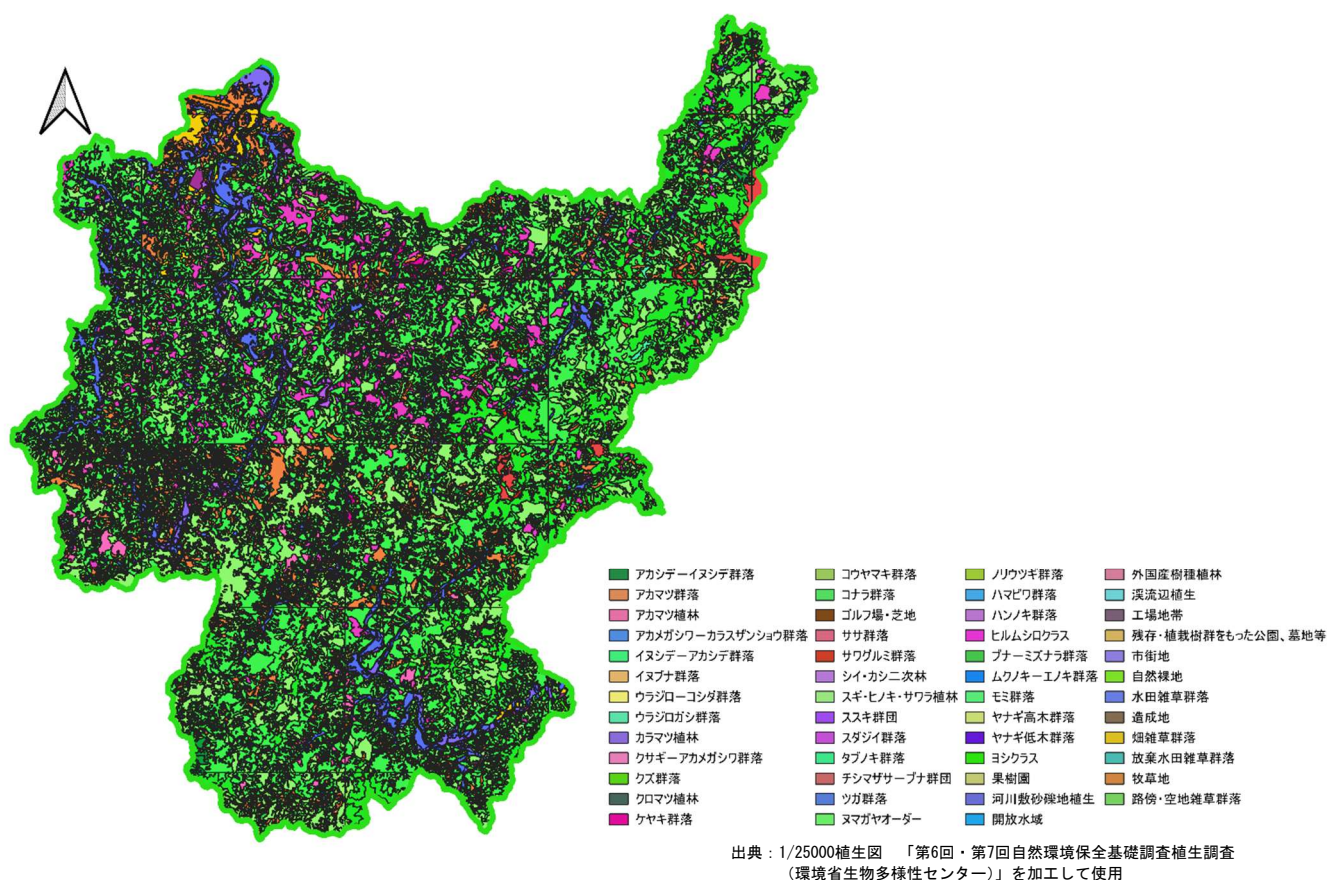 アカシデーイヌシデ群落
アカマツ群落
アカマツ植林
アカメガシワーカラスザンショウ群落
イヌシデーアカシデ群落
イヌブナ群落
ウラジローコシダ群落
ウラジロガシ群落
カラマツ植林
クサギーアカメガシワ群落
クズ群落
クロマツ植林
ケヤキ群落
コウヤマキ群落
コナラ群落
ゴルフ場・芝地
ササ群落
サワグルミ群落
シイ・カシ二次林
スギ・ヒノキ・サワラ植林
ススキ群団
スダジイ群落
タブノキ群落
チシマザサーブナ群団
ツガ群落
ヌマガヤオーダー
ノリウツギ群落
ハマビワ群落
ハンノキ群落
ヒルムシロクラス
ブナーミズナラ群落
ムクノキーエノキ群落
モミ群落
ヤナギ高木群落
ヤナギ低木群落
ヨシクラス
果樹園
河川敷砂礫地植生
開放水域
外国産樹種植林
渓流辺植生
工場地帯
残存・植栽樹群をもった公園、墓地等
市街地
自然裸地
水田雑草群落
造成地
畑雑草群落
放棄水田雑草群落
牧草地
路傍・空地雑草群落
出典：1/25000植生図　「第6回・第7回自然環境保全基礎調査植生調査
（環境省生物多様性センター）」を加工して使用